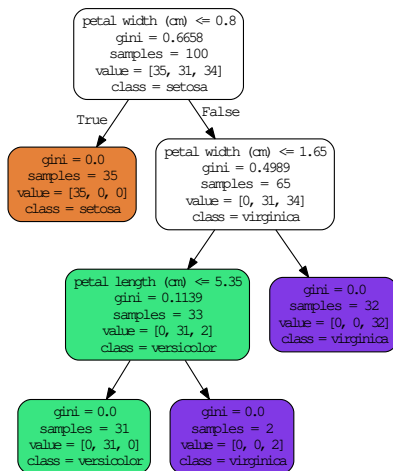 petal width (cm) <= 0.8
gini = 0.6658
samples = 100
value = [35, 31, 34]
class = setosa
True
False
gini = 0.0
samples = 35
value = [35, 0, 0]
class = setosa
petal width (cm) <= 1.65
gini = 0.4989
samples = 65
value = [0, 31, 34]
class = virginica
petal length (cm) <= 5.35
gini = 0.1139
samples = 33
value = [0, 31, 2]
class = versicolor
gini = 0.0
samples = 32
value = [0, 0, 32]
class = virginica
gini = 0.0
samples = 31
value = [0, 31, 0]
class = versicolor
gini = 0.0
samples = 2
value = [0, 0, 2]
class = virginica